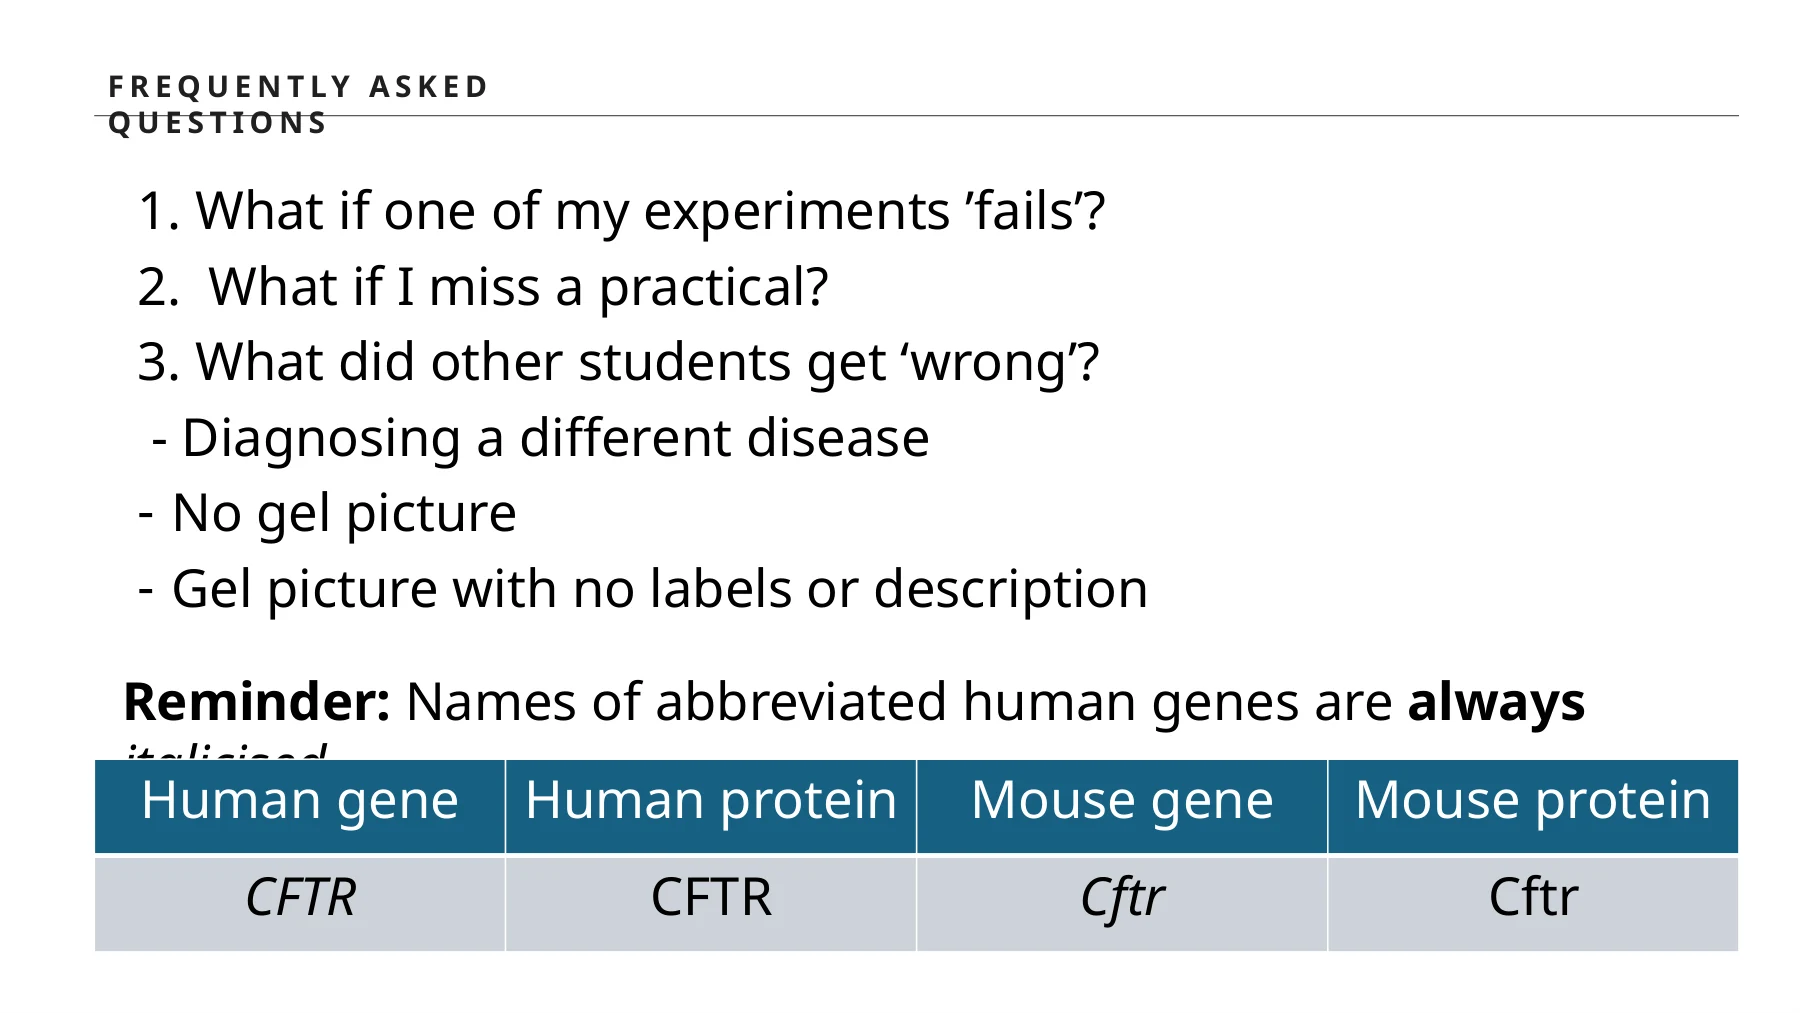 FREQUENTLY ASKED
QUESTIONS
1. What if one of my experiments ’fails’?
2.  What if I miss a practical?
3. What did other students get ‘wrong’?
- Diagnosing a different disease
- No gel picture
- Gel picture with no labels or description
Reminder: Names of abbreviated human genes are always
italicised
Human gene Human protein Mouse gene Mouse protein
CFTR CFTR Cftr Cftr